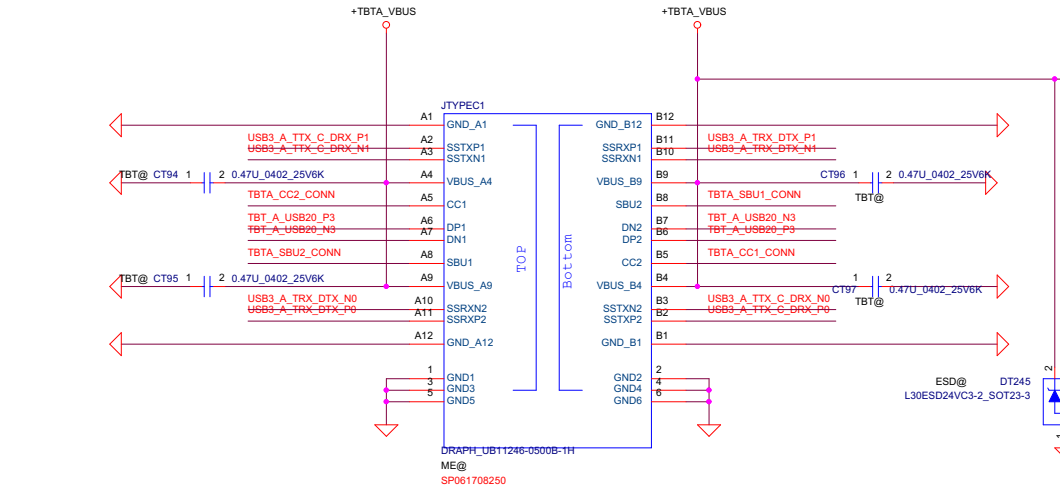 +TBTA_VBUS
+TBTA_VBUS
JTYPEC1
A1 GND_A1 GND_B12 B12
USB3_A_TTX_C_DRX_P1 A2 SSTXP1 SSRXP1 B11 USB3_A_TRX_DTX_P1
USB3_A_TTX_C_DRX_N1 A3 SSTXN1 SSRXN1 B10 USB3_A_TRX_DTX_N1
TBT@ CT94 1 2 0.47U_0402_25V6K A4 VBUS_A4 VBUS_B9 B9 CT96 1 2 0.47U_0402_25V6K
TBT@
TBTA_CC2_CONN A5 CC1 SBU2 B8 TBTA_SBU1_CONN
TBT_A_USB20_P3 A6 DP1 DN2 B7 TBT_A_USB20_N3
TBT_A_USB20_N3 A7 DN1 DP2 B6 TBT_A_USB20_P3
TOP
Bottom
TBTA_SBU2_CONN A8 SBU1 CC2 B5 TBTA_CC1_CONN
TBT@ CT95 1 2 0.47U_0402_25V6K A9 VBUS_A9 VBUS_B4 B4 CT97 1 2 0.47U_0402_25V6K
TBT@
USB3_A_TRX_DTX_N0 A10 SSRXN2 SSTXN2 B3 USB3_A_TTX_C_DRX_N0
USB3_A_TRX_DTX_P0 A11 SSRXP2 SSTXP2 B2 USB3_A_TTX_C_DRX_P0
A12 GND_A12 GND_B1 B1
1 GND1 GND2 2
3 GND3 GND4 4
5 GND5 GND6 6
ESD@ DT245 2
L30ESD24VC3-2_SOT23-3
DRAPH_UB11246-0500B-1H
ME@
SP061708250